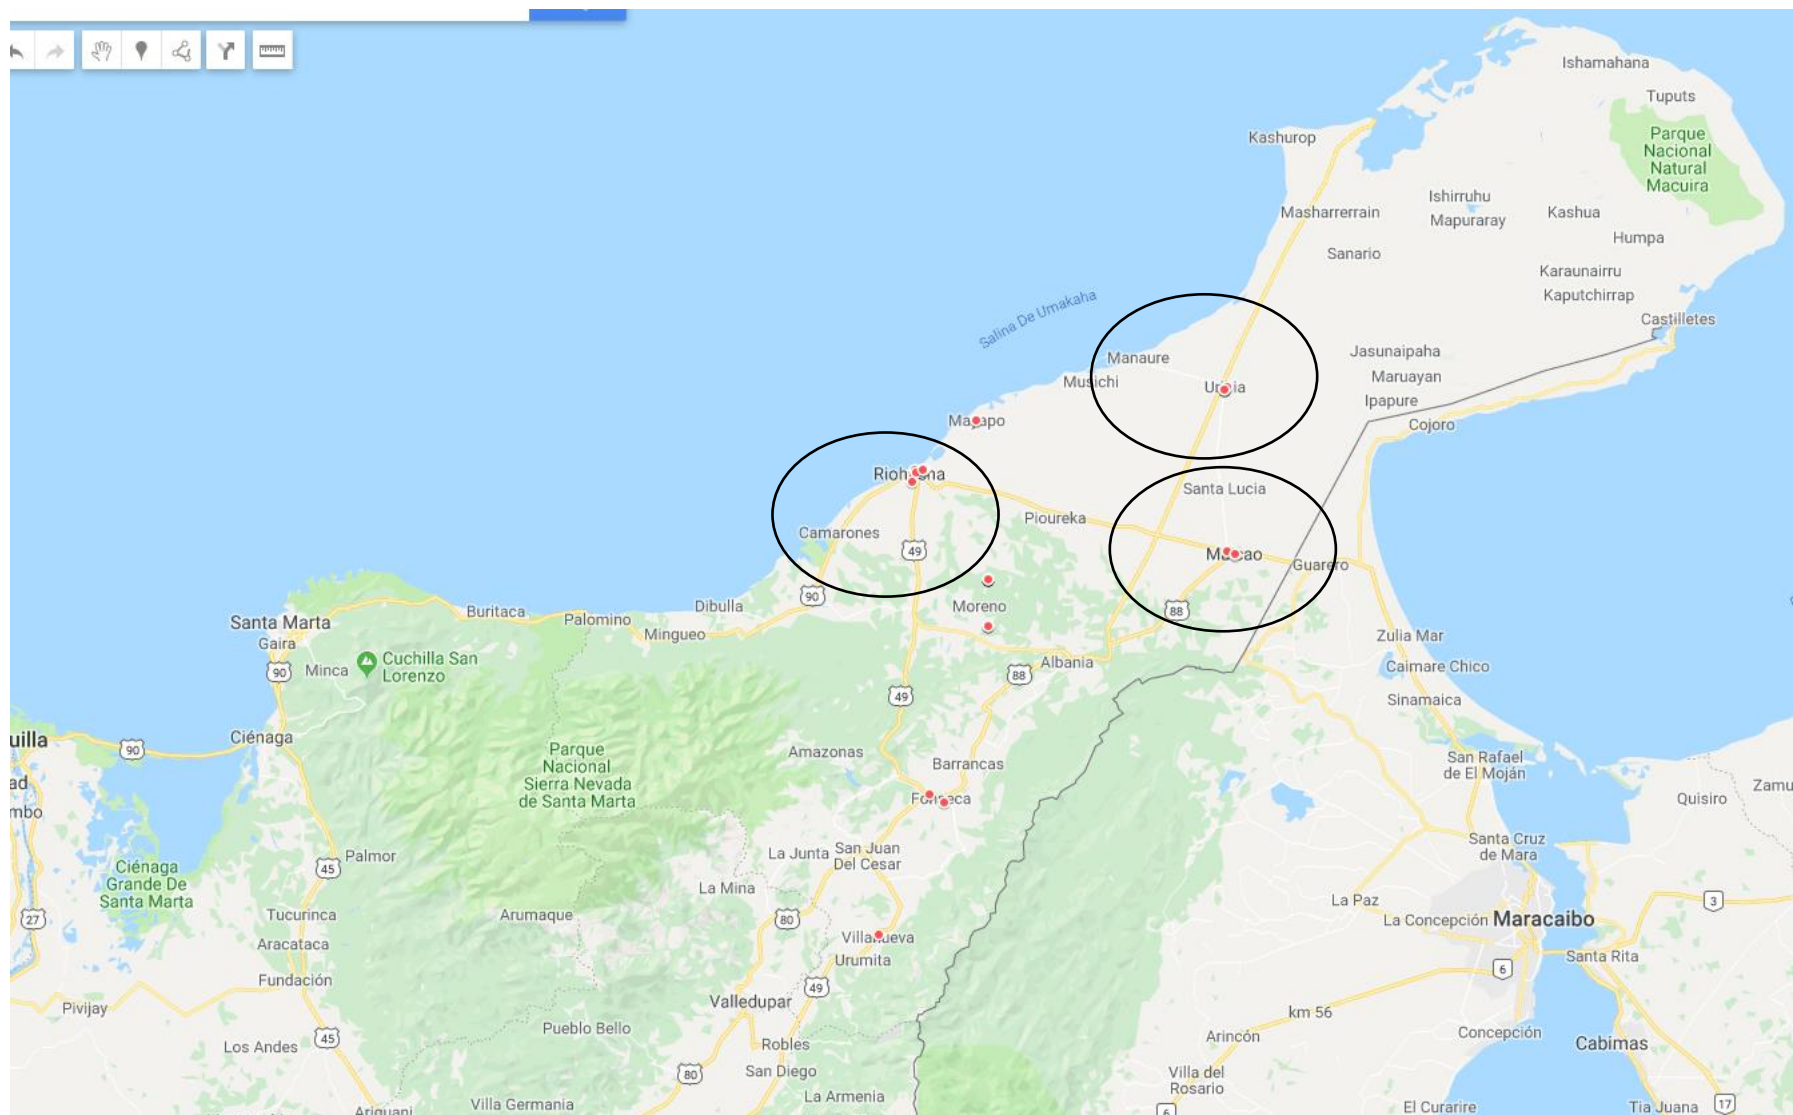 Ishamahana
Tuputs
Parque
Nacional
Natural
Macuira
Kashurop
Ishirruhu
Mapuraray
Kashua
Masharrerrain
Humpa
Sanario
Karaunairru
Kaputchirrap
Salina De Umakaha
Castilletes
Manaure
Jasunaipaha
Musichi
Maruayan
Ipapure
Cojoro
Santa Lucia
Pioureka
Camarones
49
Guarero
90
Dibulla
Moreno
88
Buritaca
Palomino
Santa Marta
Mingueo
Zulia Mar
Gaira
Cuchilla San
Lorenzo
Minca
90
Albania
88
Caimare Chico
49
Sinamaica
uilla
90
Ciénaga
Parque
Nacional
Sierra Nevada
de Santa Marta
Amazonas
Barrancas
San Rafael
de El Moján
ad
mbo
Quisiro
Zamu
Santa Cruz
de Mara
La Junta
San Juan
Del Cesar
Palmor
45
Ciénaga
Grande De
Santa Marta
La Mina
La Paz
3
27
Tucurinca
Arumaque
80
La Concepción
Maracaibo
Aracataca
Urumita
Santa Rita
6
Fundación
49
Pivijay
Valledupar
km 56
Pueblo Bello
Arincón
Concepción
Cabimas
Los Andes
45
Robles
San Diego
80
Villa del
Rosario
La Armenia
Villa Germania
El Curarire
Tia Juana
17
6